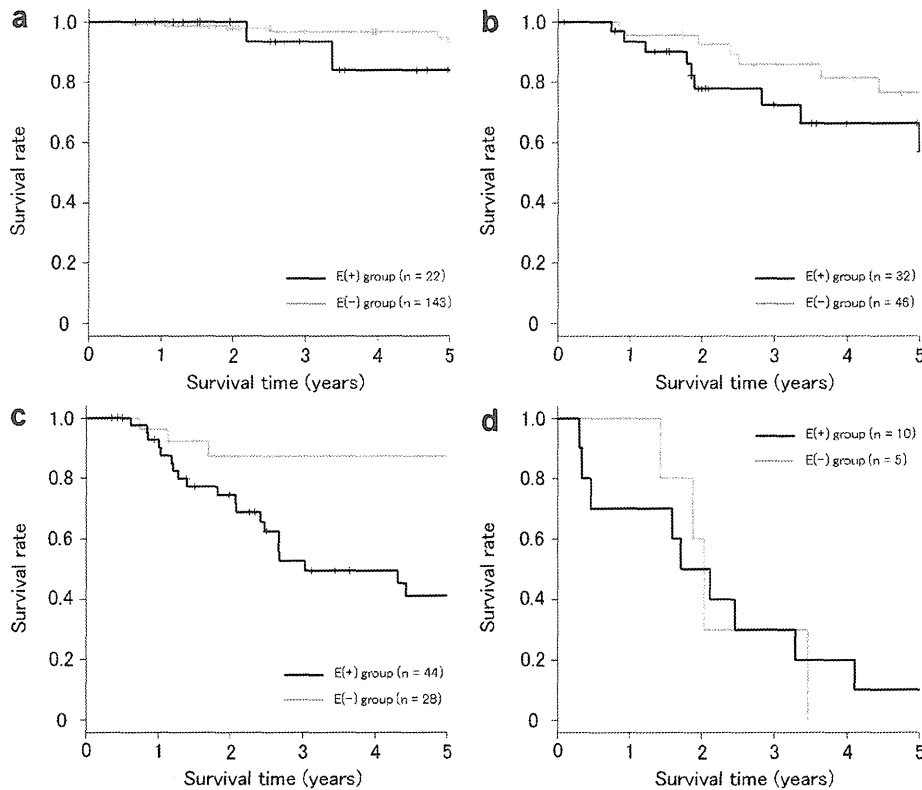 a
1.0
0.8
0.6
0.4
0.2
0
Survival rate
E(+) group (n = 22)
E(−) group (n = 143)
0 1 2 3 4 5
Survival time (years)
b
1.0
0.8
0.6
0.4
0.2
0
Survival rate
E(+) group (n = 32)
E(−) group (n = 46)
0 1 2 3 4 5
Survival time (years)
c
1.0
0.8
0.6
0.4
0.2
0
Survival rate
E(+) group (n = 44)
E(−) group (n = 28)
0 1 2 3 4 5
Survival time (years)
d
1.0
0.8
0.6
0.4
0.2
0
Survival rate
E(+) group (n = 10)
E(−) group (n = 5)
0 1 2 3 4 5
Survival time (years)